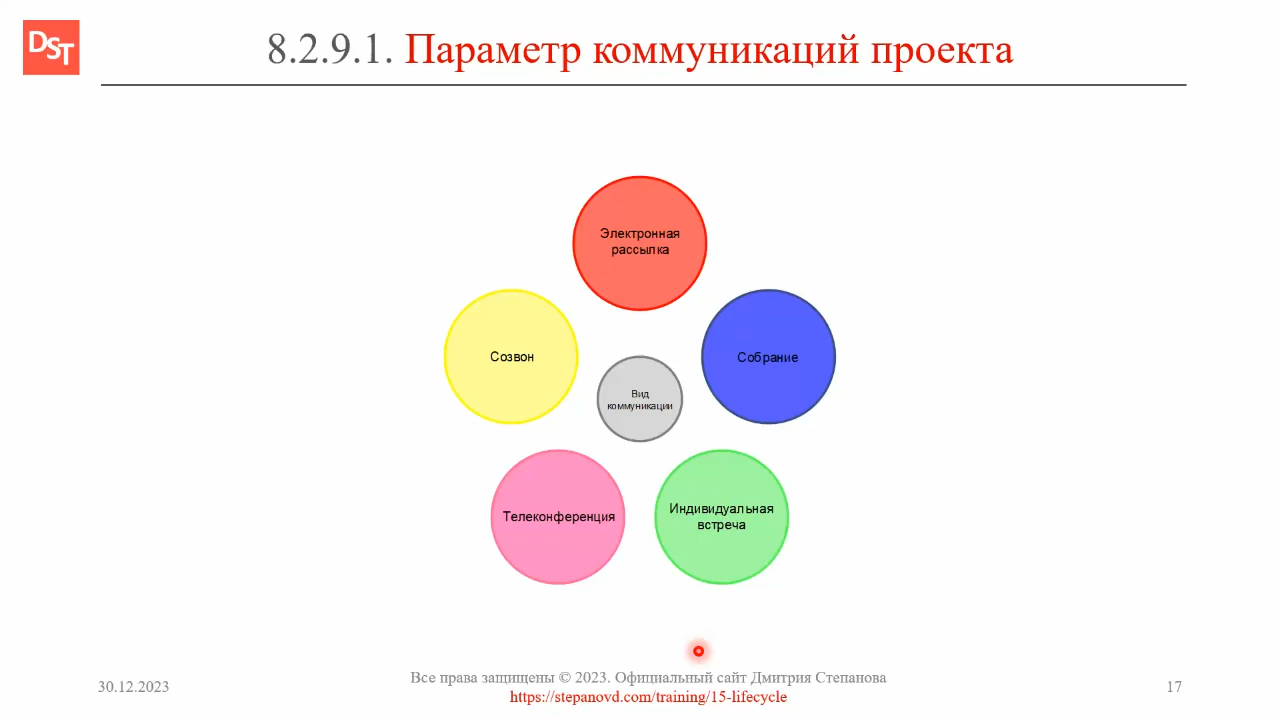 DST
8.2.9.1. Параметр коммуникаций проекта
Электронная
рассылка
Созвон
Собрание
Вид
коммуникации
Телеконференция
Индивидуальная
встреча
30.12.2023
Все права защищены © 2023. Официальный сайт Дмитрия Степанова
https://stepanovd.com/training/15-lifecycle
17